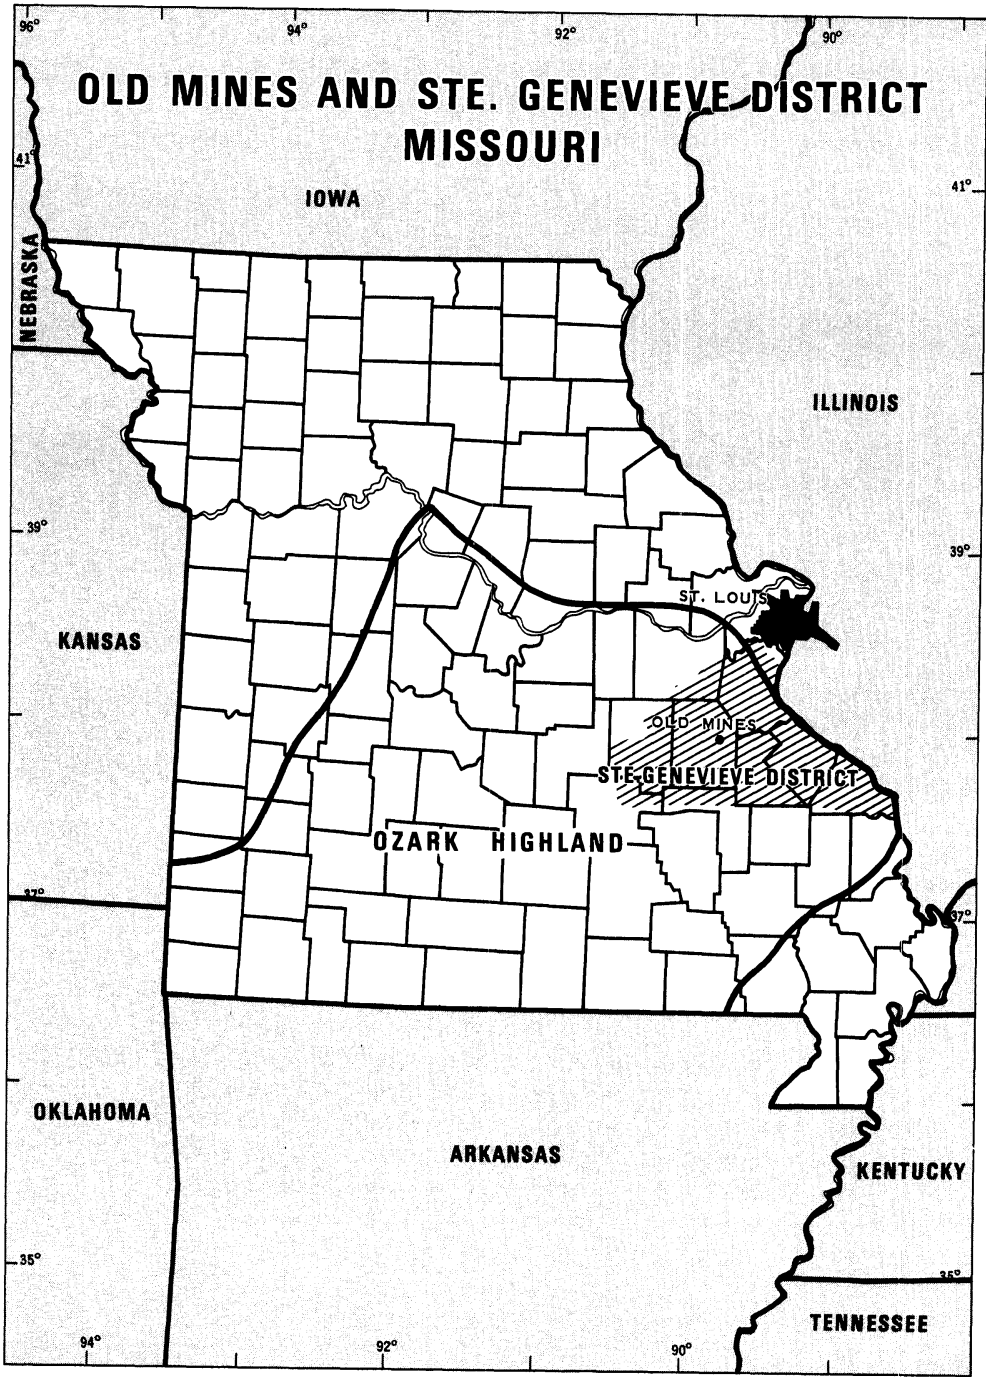 96° 94° 92° 90°
OLD MINES AND STE. GENEVIEVE DISTRICT
MISSOURI
41° 41°
IOWA
NEBRASKA
ILLINOIS
39° 39°
ST. LOUIS
KANSAS
OLD MINES
STE. GENEVIEVE DISTRICT
OZARK HIGHLAND
37° 37°
OKLAHOMA
ARKANSAS
KENTUCKY
35° 35°
TENNESSEE
94° 92° 90°